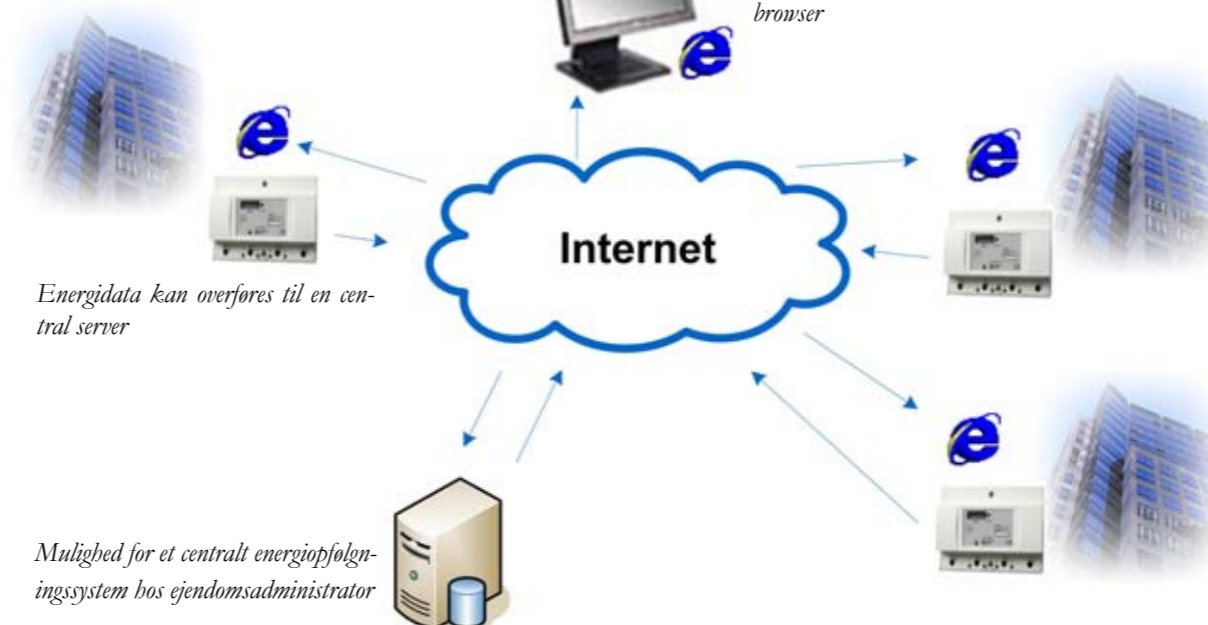 browser
Internet
Energidata kan overføres til en cen-
tral server
Mulighed for et centralt energiopfølgn-
ingssystem hos ejendomsadministrator